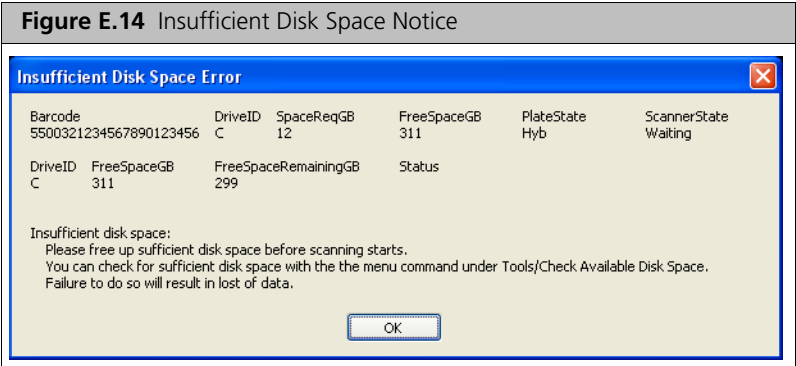 Figure E.14 Insufficient Disk Space Notice
Insufficient Disk Space Error
Barcode DriveID SpaceReqGB FreeSpaceGB PlateState ScannerState
5500321234567890123456 C 12 311 Hyb Waiting
DriveID FreeSpaceGB FreeSpaceRemainingGB Status
C 311 299
Insufficient disk space:
Please free up sufficient disk space before scanning starts.
You can check for sufficient disk space with the the menu command under Tools/Check Available Disk Space.
Failure to do so will result in lost of data.
OK